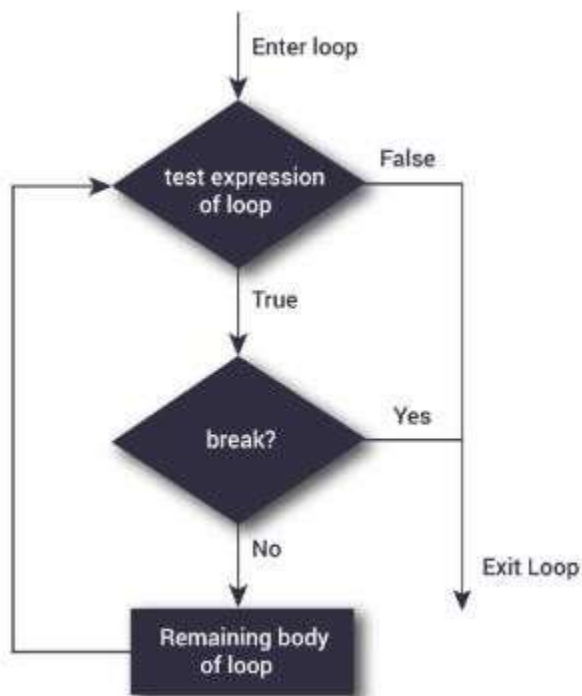 Enter loop
test expression
of loop
False
True
break?
Yes
No
Exit Loop
Remaining body
of loop